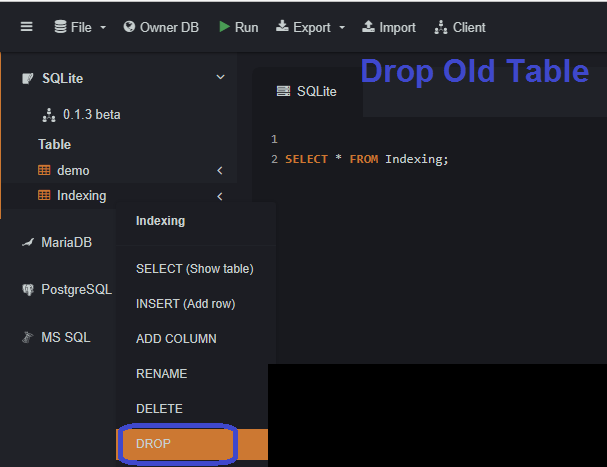 File Owner DB Run Export Import Client
Drop Old Table
SQLite
SQLite
0.1.3 beta
Table
demo
Indexing
1
2 SELECT * FROM Indexing;
Indexing
MariaDB
SELECT (Show table)
PostgreSQL
INSERT (Add row)
MS SQL
ADD COLUMN
RENAME
DELETE
DROP